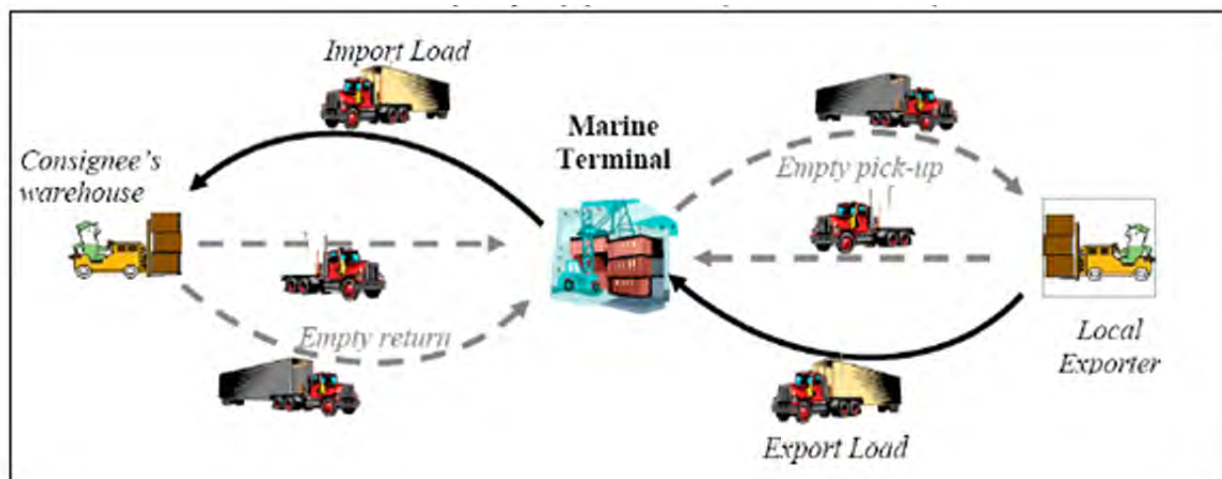 Import Load
Marine
Terminal
Consignee's
warehouse
Empty pick-up
Empty return
Local
Exporter
Export Load